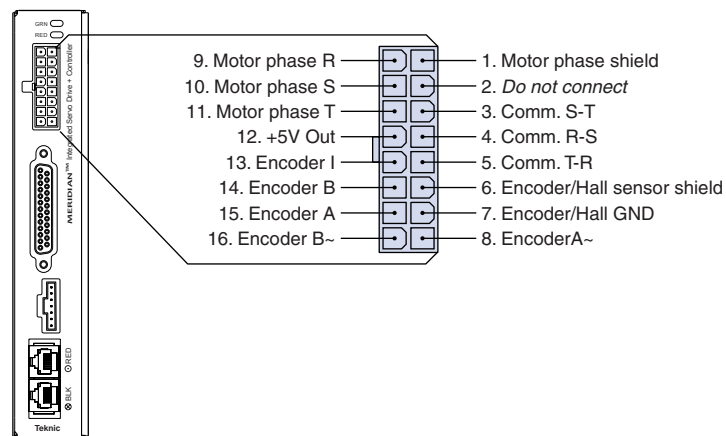 GRN
RED
MERIDIAN™ Integrated Servo Drive + Controller
RED
BLK
Teknic
9. Motor phase R
10. Motor phase S
11. Motor phase T
12. +5V Out
13. Encoder I
14. Encoder B
15. Encoder A
16. Encoder B~
1. Motor phase shield
2. Do not connect
3. Comm. S-T
4. Comm. R-S
5. Comm. T-R
6. Encoder/Hall sensor shield
7. Encoder/Hall GND
8. EncoderA~